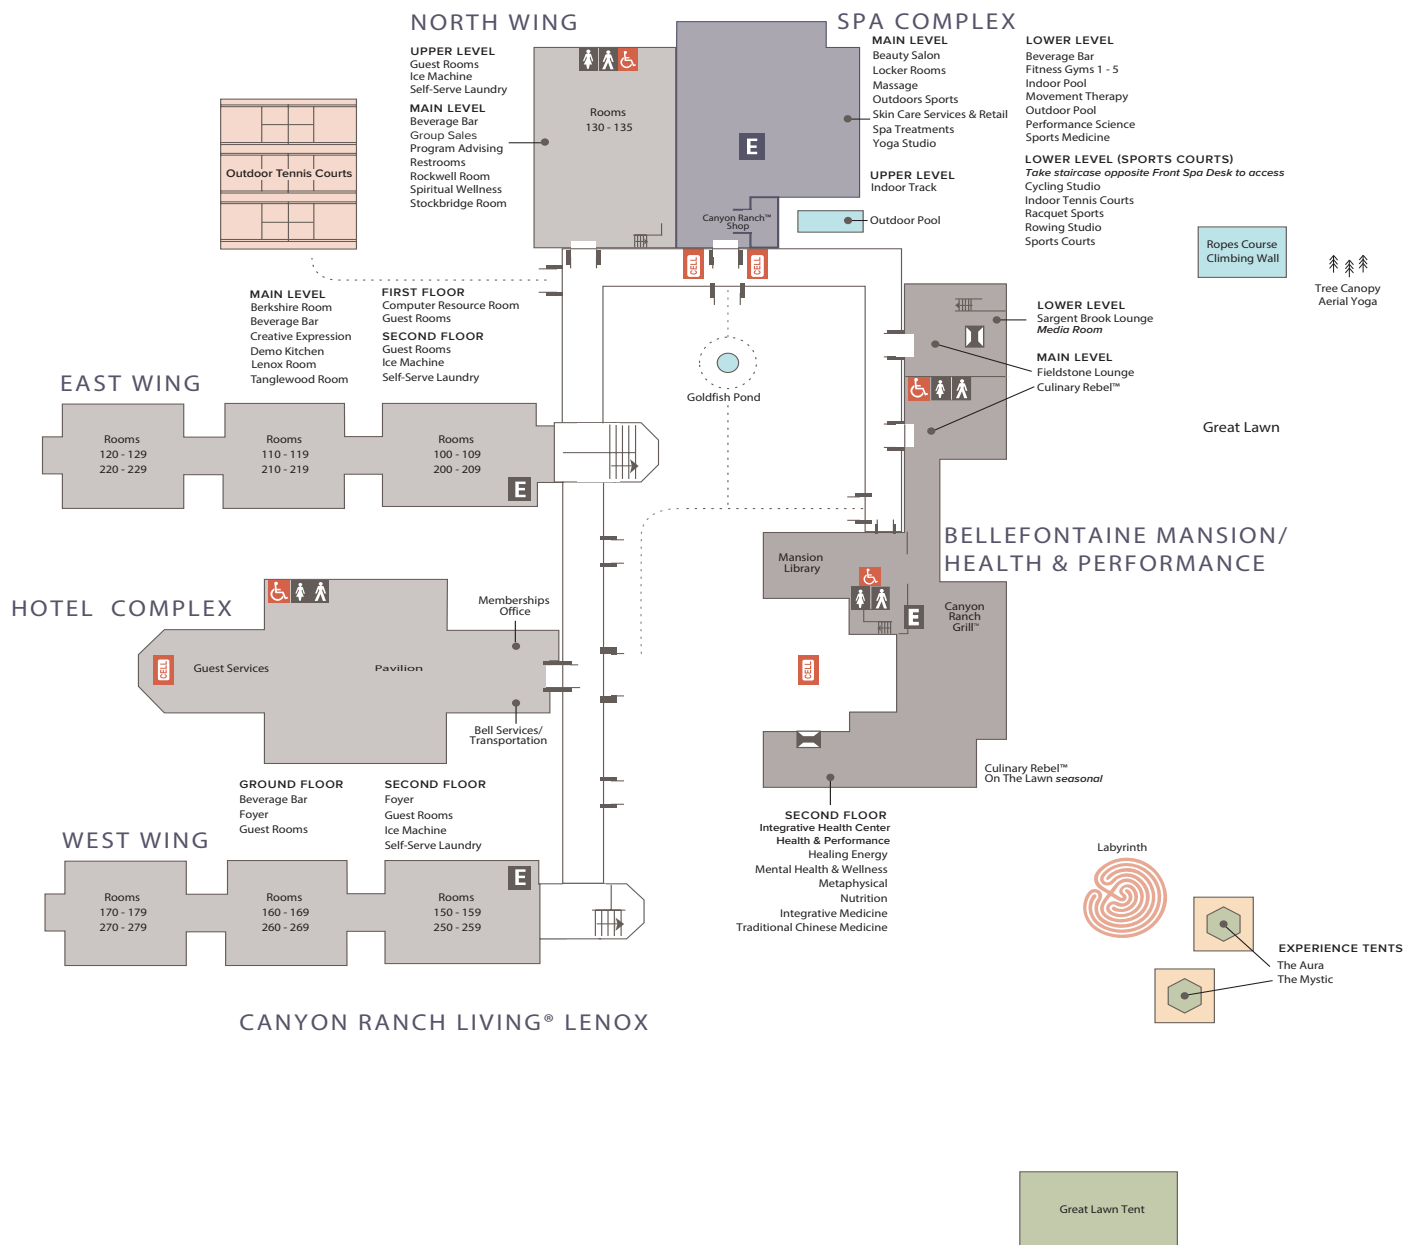 NORTH WING
UPPER LEVEL
Guest Rooms
Ice Machine
Self-Serve Laundry
MAIN LEVEL
Beverage Bar
Group Sales
Program Advising
Restrooms
Rockwell Room
Spiritual Wellness
Stockbridge Room
Rooms
130 - 135
SPA COMPLEX
MAIN LEVEL
Beauty Salon
Locker Rooms
Massage
Outdoors Sports
Skin Care Services & Retail
Spa Treatments
Yoga Studio
UPPER LEVEL
Indoor Track
LOWER LEVEL
Beverage Bar
Fitness Gyms 1 - 5
Indoor Pool
Movement Therapy
Outdoor Pool
Performance Science
Sports Medicine
LOWER LEVEL (SPORTS COURTS)
Take staircase opposite Front Spa Desk to access
Cycling Studio
Indoor Tennis Courts
Racquet Sports
Rowing Studio
Sports Courts
E
Canyon Ranch™
Shop
Outdoor Pool
CELL
CELL
Outdoor Tennis Courts
Ropes Course
Climbing Wall
Tree Canopy
Aerial Yoga
MAIN LEVEL
Berkshire Room
Beverage Bar
Creative Expression
Demo Kitchen
Lenox Room
Tanglewood Room
FIRST FLOOR
Computer Resource Room
Guest Rooms
SECOND FLOOR
Guest Rooms
Ice Machine
Self-Serve Laundry
EAST WING
Rooms
120 - 129
220 - 229
Rooms
110 - 119
210 - 219
Rooms
100 - 109
200 - 209
E
Goldfish Pond
LOWER LEVEL
Sargent Brook Lounge
Media Room
MAIN LEVEL
Fieldstone Lounge
Culinary Rebel™
Great Lawn
BELLEFONTAINE MANSION/
HEALTH & PERFORMANCE
Mansion
Library
E
Canyon
Ranch
Grill™
CELL
HOTEL COMPLEX
CELL
Guest Services
Pavilion
Memberships
Office
Bell Services/
Transportation
Culinary Rebel™
On The Lawn seasonal
SECOND FLOOR
Integrative Health Center
Health & Performance
Healing Energy
Mental Health & Wellness
Metaphysical
Nutrition
Integrative Medicine
Traditional Chinese Medicine
GROUND FLOOR
Beverage Bar
Foyer
Guest Rooms
SECOND FLOOR
Foyer
Guest Rooms
Ice Machine
Self-Serve Laundry
WEST WING
Rooms
170 - 179
270 - 279
Rooms
160 - 169
260 - 269
Rooms
150 - 159
250 - 259
E
Labyrinth
EXPERIENCE TENTS
The Aura
The Mystic
CANYON RANCH LIVING® LENOX
Great Lawn Tent